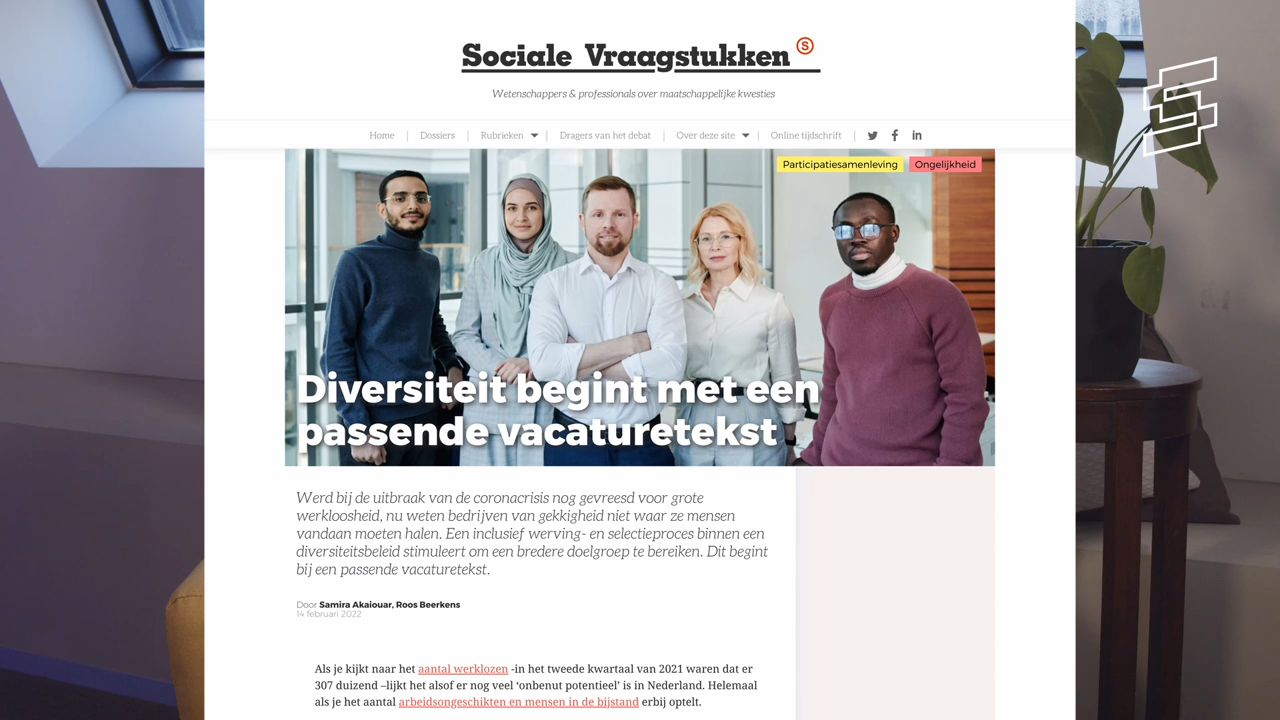 Sociale Vraagstukken S
Wetenschappers & professionals over maatschappelijke kwesties
Home | Dossiers | Rubrieken | Dragers van het debat | Over deze site | Online tijdschrift |
Participatiesamenleving Ongelijkheid
Diversiteit begint met een
passende vacaturetekst
Werd bij de uitbraak van de coronacrisis nog gevreesd voor grote
werkloosheid, nu weten bedrijven van gekkigheid niet waar ze mensen
vandaan moeten halen. Een inclusief werving- en selectieproces binnen een
diversiteitsbeleid stimuleert om een bredere doelgroep te bereiken. Dit begint
bij een passende vacaturetekst.
Door Samira Akaiouar, Roos Beerkens
14 februari 2022
Als je kijkt naar het aantal werklozen -in het tweede kwartaal van 2021 waren dat er
307 duizend –lijkt het alsof er nog veel ‘onbenut potentieel’ is in Nederland. Helemaal
als je het aantal arbeidsongeschikten en mensen in de bijstand erbij optelt.